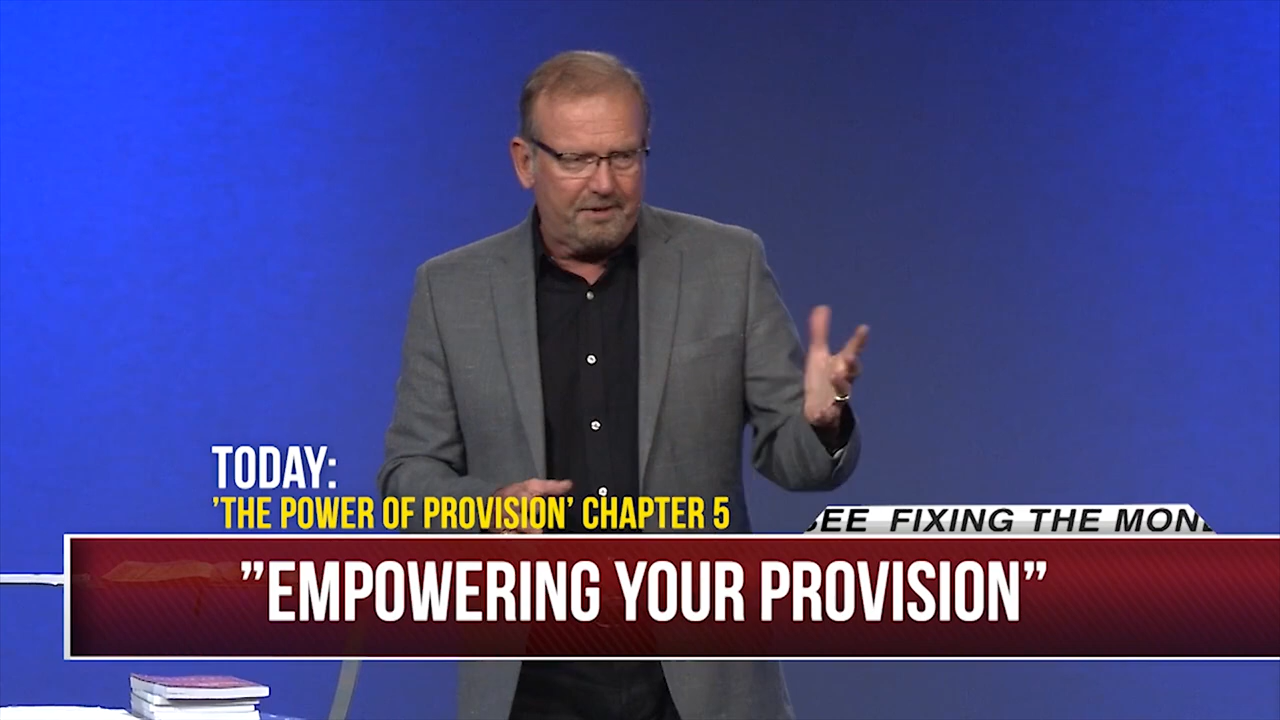 TODAY:
'THE POWER OF PROVISION' CHAPTER 5
FIXING THE
"EMPOWERING YOUR PROVISION"